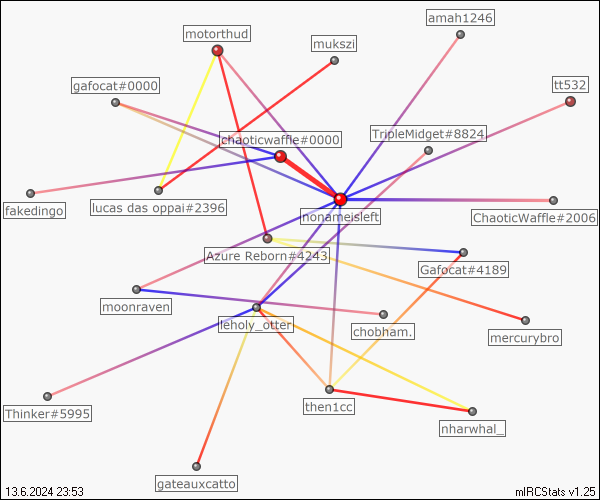 amah1246
motorthud
mukszi
gafocat#0000
tt532
chaoticwaffle#0000
TripleMidget#8824
fakedingo
lucas das oppai#2396
nonameisleft
ChaoticWaffle#2006
Azure Reborn#4243
Gafocat#4189
moonraven
leholy_otter
chobham.
mercurybro
Thinker#5995
then1cc
nharwhal_
gateauxcatto
13.6.2024 23:53
mIRCStats v1.25